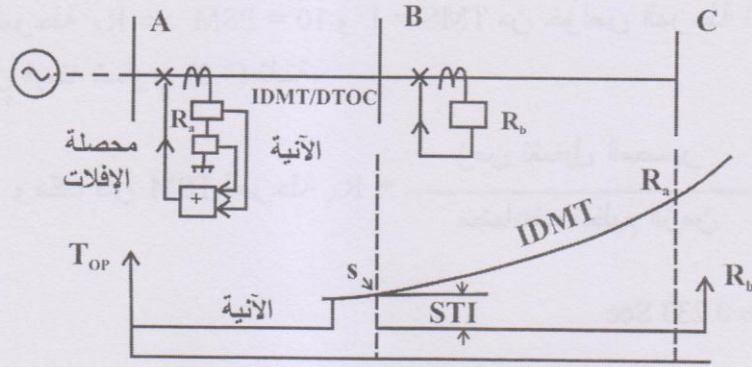 A
B
C
IDMT/DTOC
Ra
Rb
الآنية
محصلة
الإفلات
+
Ra
IDMT
TOP
s
STI
Rb
الآنية